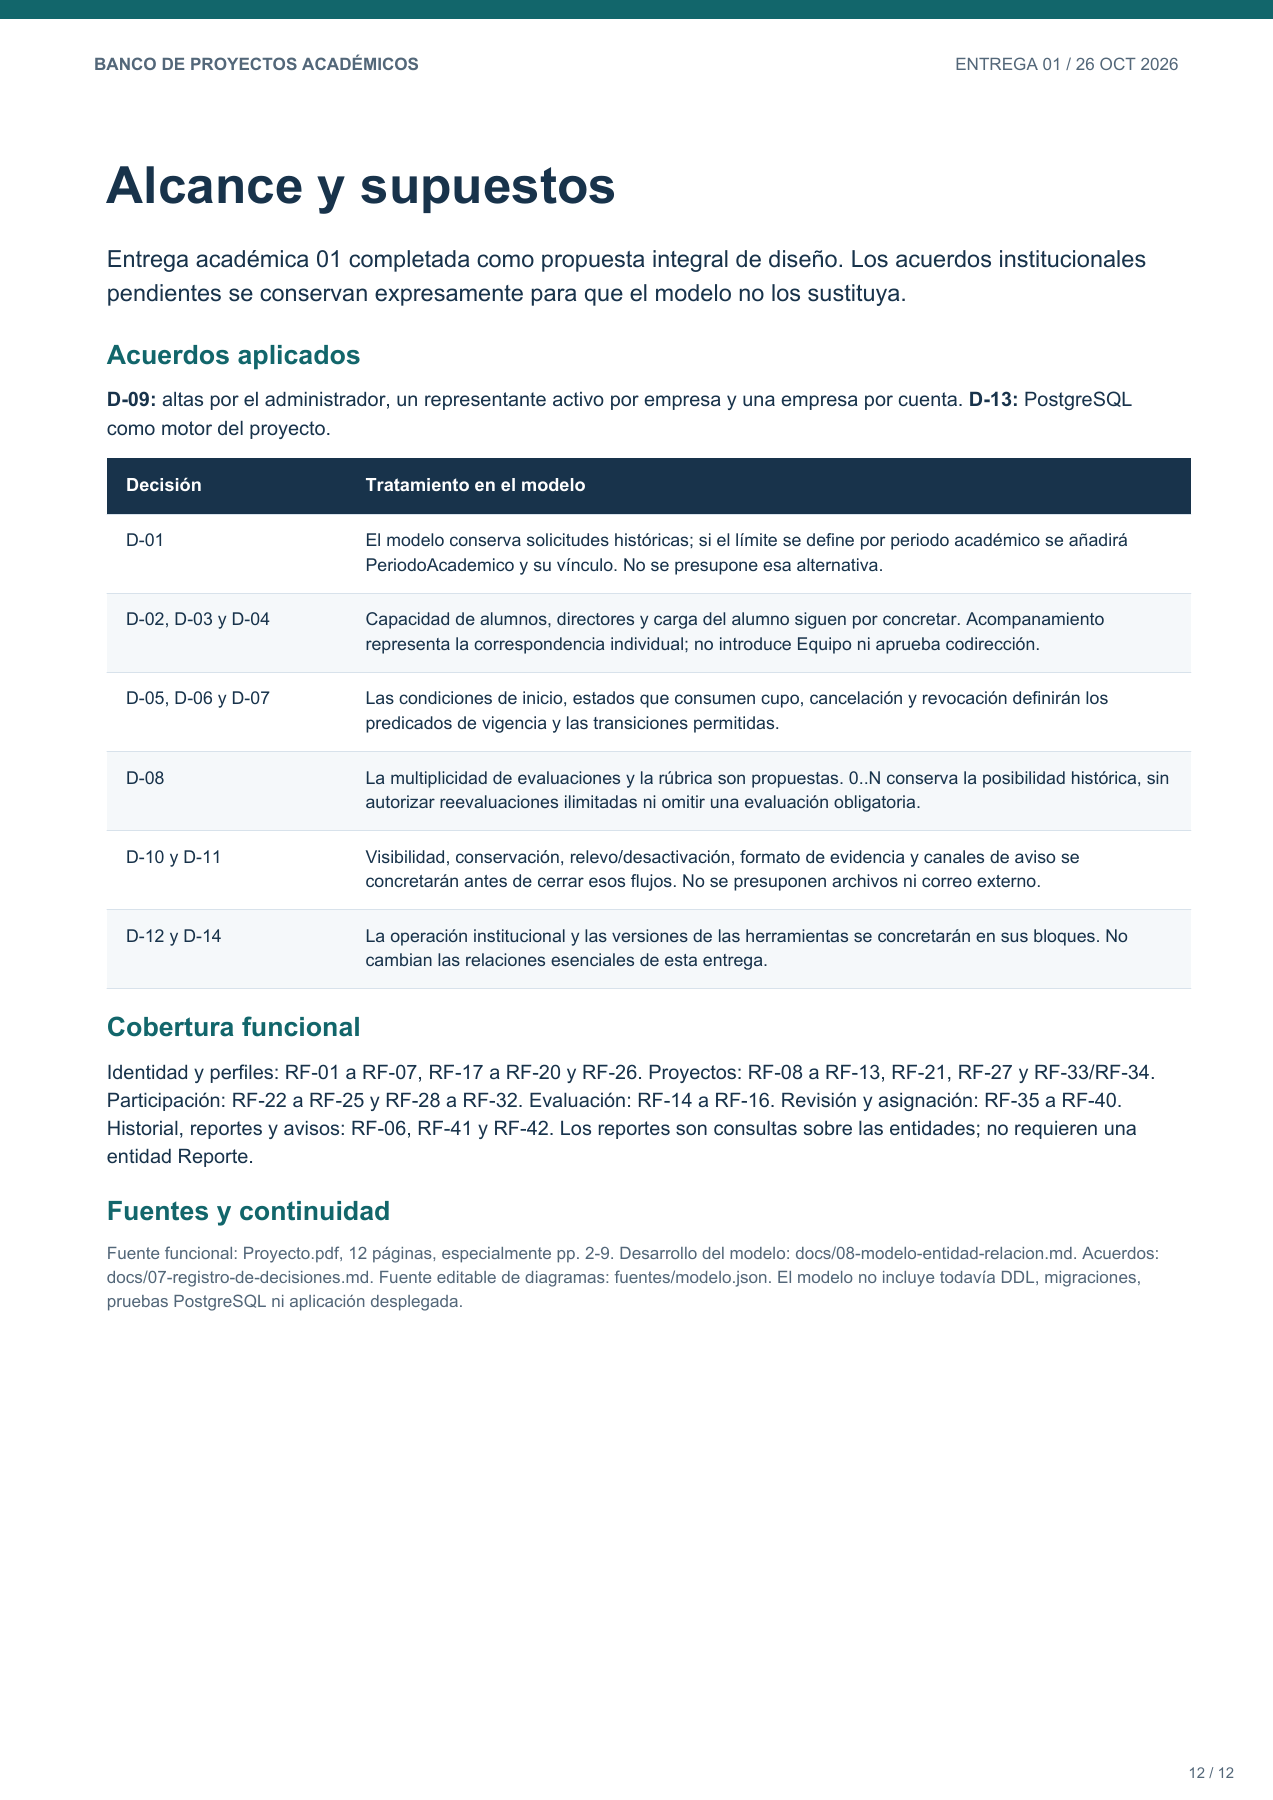 BANCO DE PROYECTOS ACADÉMICOS
ENTREGA 01 / 26 OCT 2026
Alcance y supuestos
Entrega académica 01 completada como propuesta integral de diseño. Los acuerdos institucionales
pendientes se conservan expresamente para que el modelo no los sustituya.
Acuerdos aplicados
D-09: altas por el administrador, un representante activo por empresa y una empresa por cuenta. D-13: PostgreSQL
como motor del proyecto.
Decisión
Tratamiento en el modelo
D-01
El modelo conserva solicitudes históricas; si el límite se define por periodo académico se añadirá
PeriodoAcademico y su vínculo. No se presupone esa alternativa.
D-02, D-03 y D-04
Capacidad de alumnos, directores y carga del alumno siguen por concretar. Acompanamiento
representa la correspondencia individual; no introduce Equipo ni aprueba codirección.
D-05, D-06 y D-07
Las condiciones de inicio, estados que consumen cupo, cancelación y revocación definirán los
predicados de vigencia y las transiciones permitidas.
D-08
La multiplicidad de evaluaciones y la rúbrica son propuestas. 0..N conserva la posibilidad histórica, sin
autorizar reevaluaciones ilimitadas ni omitir una evaluación obligatoria.
D-10 y D-11
Visibilidad, conservación, relevo/desactivación, formato de evidencia y canales de aviso se
concretarán antes de cerrar esos flujos. No se presuponen archivos ni correo externo.
D-12 y D-14
La operación institucional y las versiones de las herramientas se concretarán en sus bloques. No
cambian las relaciones esenciales de esta entrega.
Cobertura funcional
Identidad y perfiles: RF-01 a RF-07, RF-17 a RF-20 y RF-26. Proyectos: RF-08 a RF-13, RF-21, RF-27 y RF-33/RF-34.
Participación: RF-22 a RF-25 y RF-28 a RF-32. Evaluación: RF-14 a RF-16. Revisión y asignación: RF-35 a RF-40.
Historial, reportes y avisos: RF-06, RF-41 y RF-42. Los reportes son consultas sobre las entidades; no requieren una
entidad Reporte.
Fuentes y continuidad
Fuente funcional: Proyecto.pdf, 12 páginas, especialmente pp. 2-9. Desarrollo del modelo: docs/08-modelo-entidad-relacion.md. Acuerdos:
docs/07-registro-de-decisiones.md. Fuente editable de diagramas: fuentes/modelo.json. El modelo no incluye todavía DDL, migraciones,
pruebas PostgreSQL ni aplicación desplegada.
12 / 12